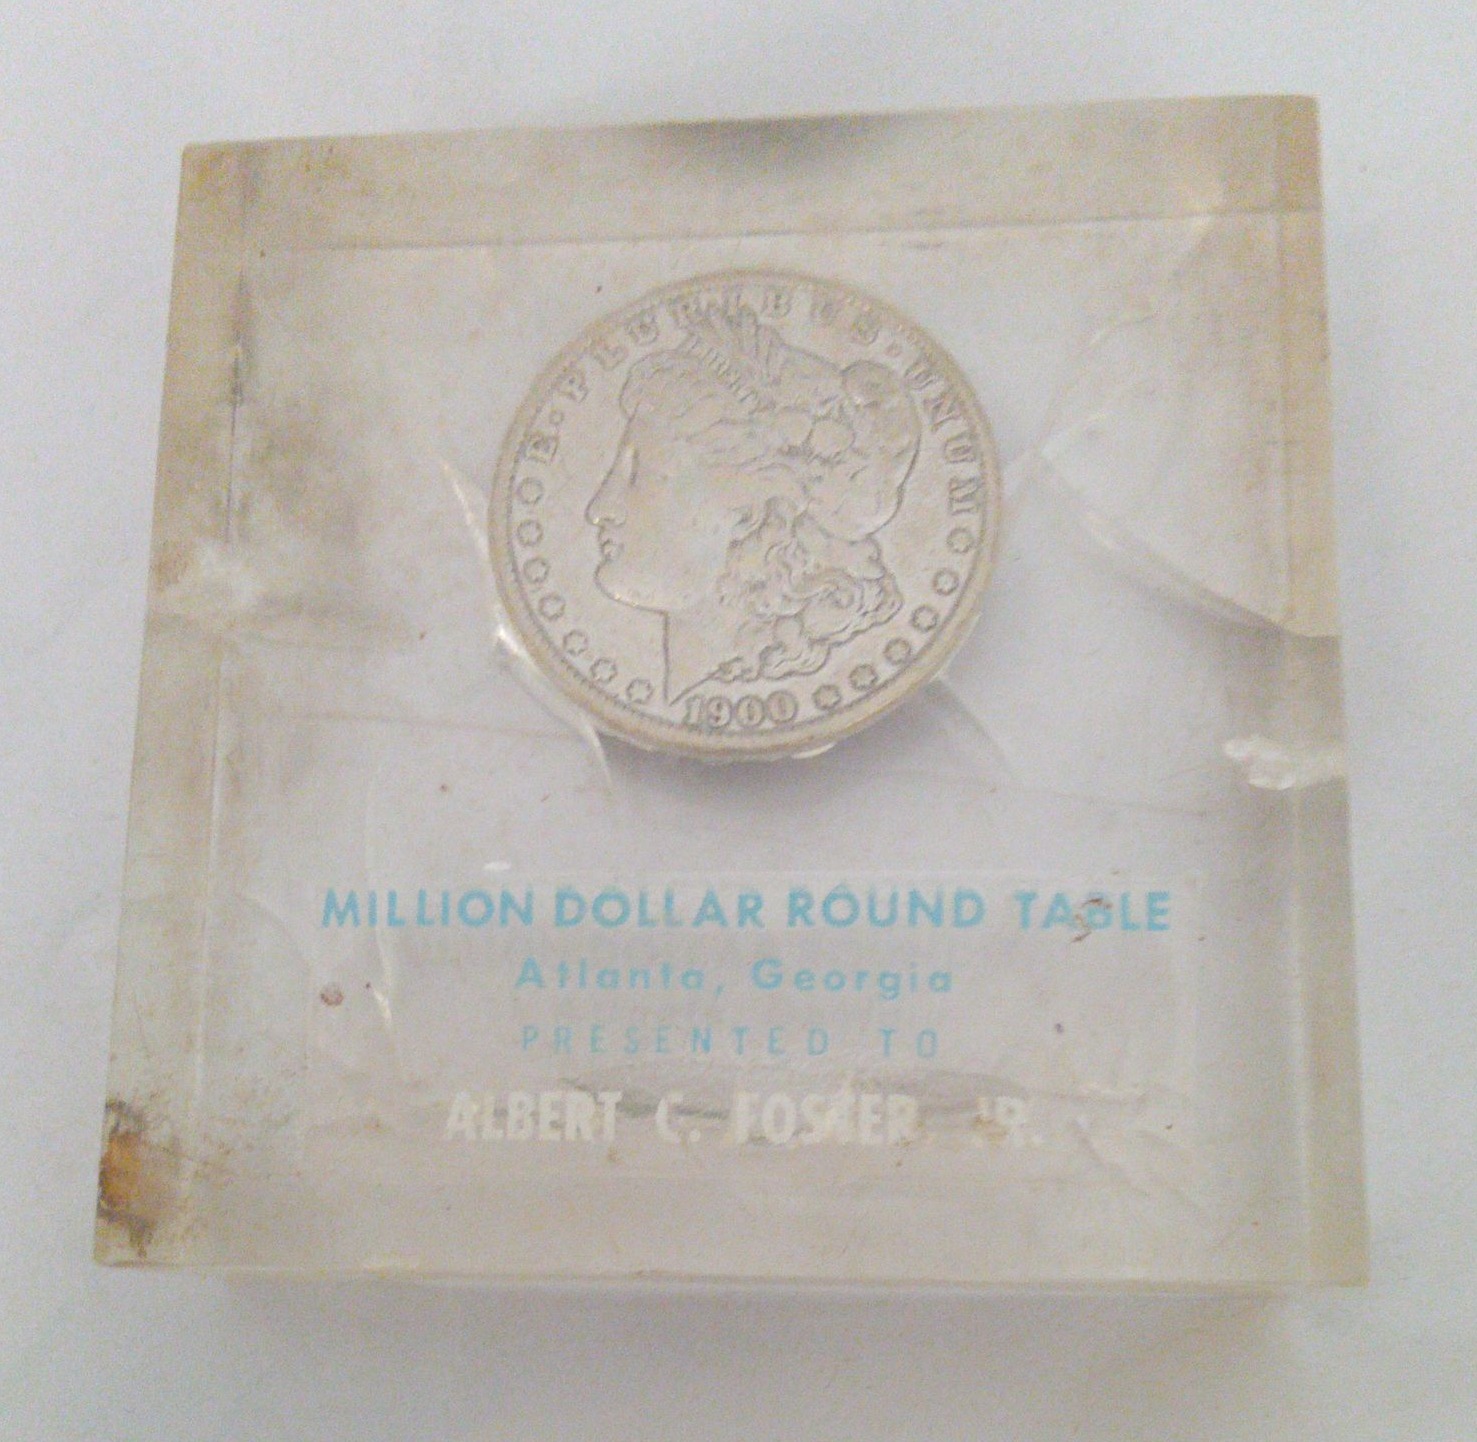 E · PLURIBUS · UNUM
LIBERTY
1900
MILLION DOLLAR ROUND TABLE
Atlanta, Georgia
PRESENTED TO
ALBERT C. FOSTER, JR.